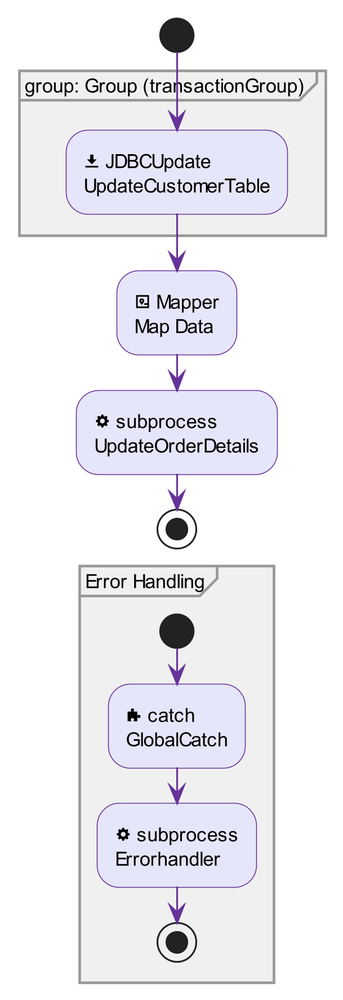 group: Group (transactionGroup)
JDBCUpdate
UpdateCustomerTable
Mapper
Map Data
subprocess
UpdateOrderDetails
Error Handling
catch
GlobalCatch
subprocess
Errorhandler